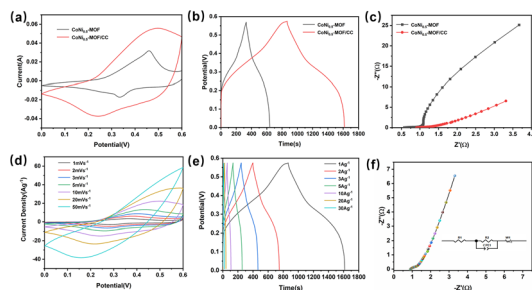 (a)
CoNi0.5-MOF
CoNi0.5-MOF/CC
Current(A)
0.06
0.04
0.02
0.00
-0.02
-0.04
0.0 0.1 0.2 0.3 0.4 0.5 0.6
Potential(V)
(b)
CoNi0.5-MOF
CoNi0.5-MOF/CC
Potential(V)
0.7
0.6
0.5
0.4
0.3
0.2
0.1
0.0
0 200 400 600 800 1000 1200 1400 1600 1800
Time(s)
(c)
CoNi0.5-MOF
CoNi0.5-MOF/CC
-Z''(Ω)
25
20
15
10
5
0
0.0 0.5 1.0 1.5 2.0 2.5 3.0 3.5 4.0
Z'(Ω)
(d)
1mVs-1
2mVs-1
3mVs-1
5mVs-1
10mVs-1
20mVs-1
50mVs-1
Current Density(Ag-1)
60
40
20
0
-20
-40
0.0 0.1 0.2 0.3 0.4 0.5 0.6
Potential(V)
(e)
1Ag-1
2Ag-1
3Ag-1
5Ag-1
10Ag-1
20Ag-1
30Ag-1
Potential(V)
0.7
0.6
0.5
0.4
0.3
0.2
0.1
0.0
0 200 400 600 800 1000 1200 1400 1600 1800
Time(s)
(f)
-Z''(Ω)
-7
-6
-5
-4
-3
-2
-1
0
0 1 2 3 4 5 6 7
-Z'(Ω)